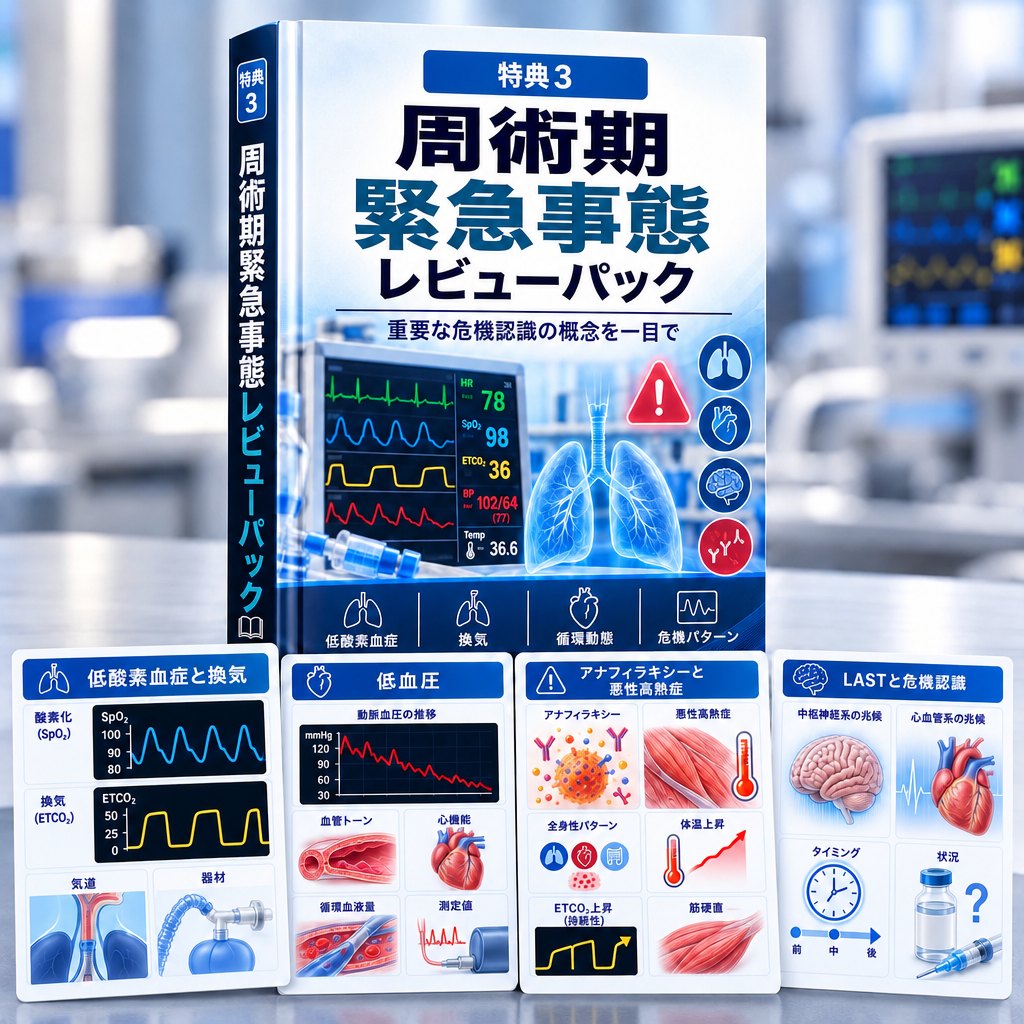 特典
3
周術期緊急事態レビューパック
特典 3
周術期
緊急事態
レビューパック
重要な危機認識の概念を一目で
HR
78
SpO₂
98
ETCO₂
36
BP
102/64
(77)
Temp
36.6
低酸素血症
換気
循環動態
危機パターン
低酸素血症と換気
酸素化
(SpO₂)
SpO₂
100
90
80
換気
(ETCO₂)
ETCO₂
50
25
0
気道
器材
低血圧
動脈血圧の推移
mmHg
120
90
60
30
血管トーン
心機能
循環血液量
測定値
アナフィラキシーと
悪性高熱症
アナフィラキシー
悪性高熱症
全身性パターン
体温上昇
ETCO₂上昇
(持続性)
筋硬直
LASTと危機認識
中枢神経系の兆候
心血管系の兆候
タイミング
前
中
後
状況
?